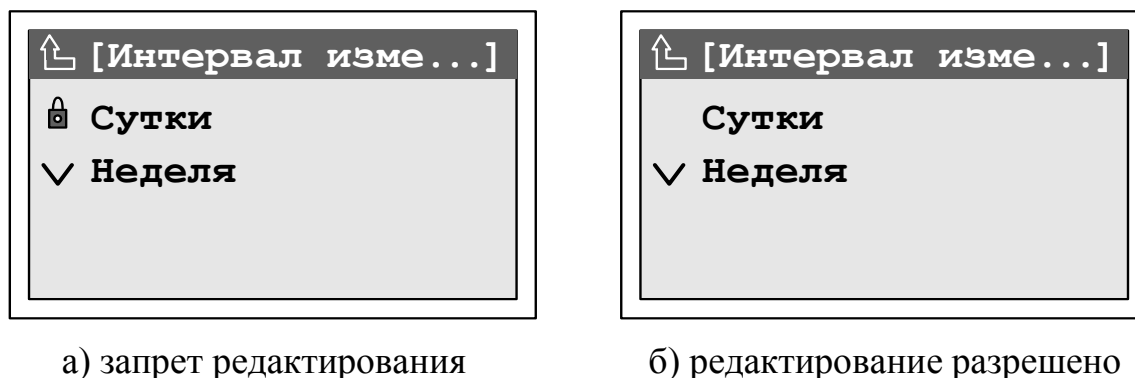 [Интервал изме...]
Сутки
Неделя
а) запрет редактирования
[Интервал изме...]
Сутки
Неделя
б) редактирование разрешено